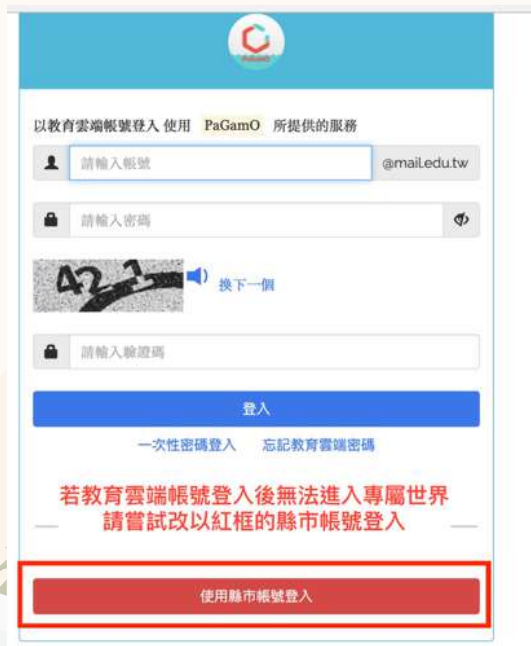 PaGamO
以教育雲端帳號登入 使用 PaGamO 所提供的服務
請輸入帳號 @mail.edu.tw
請輸入密碼
換下一個
請輸入驗證碼
登入
一次性密碼登入 忘記教育雲端密碼
若教育雲端帳號登入後無法進入專屬世界
請嘗試改以紅框的縣市帳號登入
使用縣市帳號登入